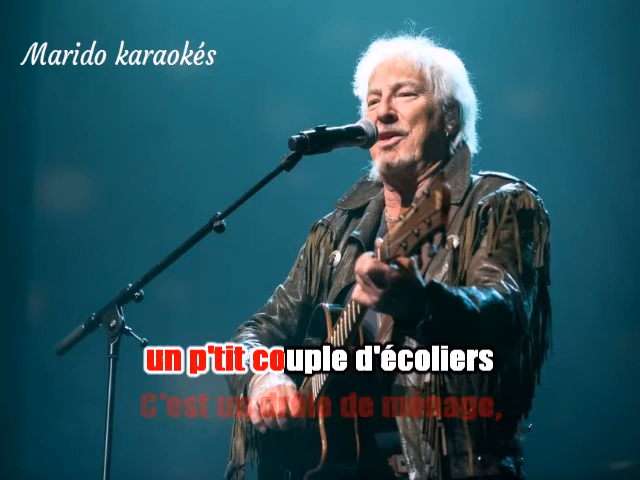 Marido karaokés
un p'tit couple d'écoliers
C'est un drôle de ménage,